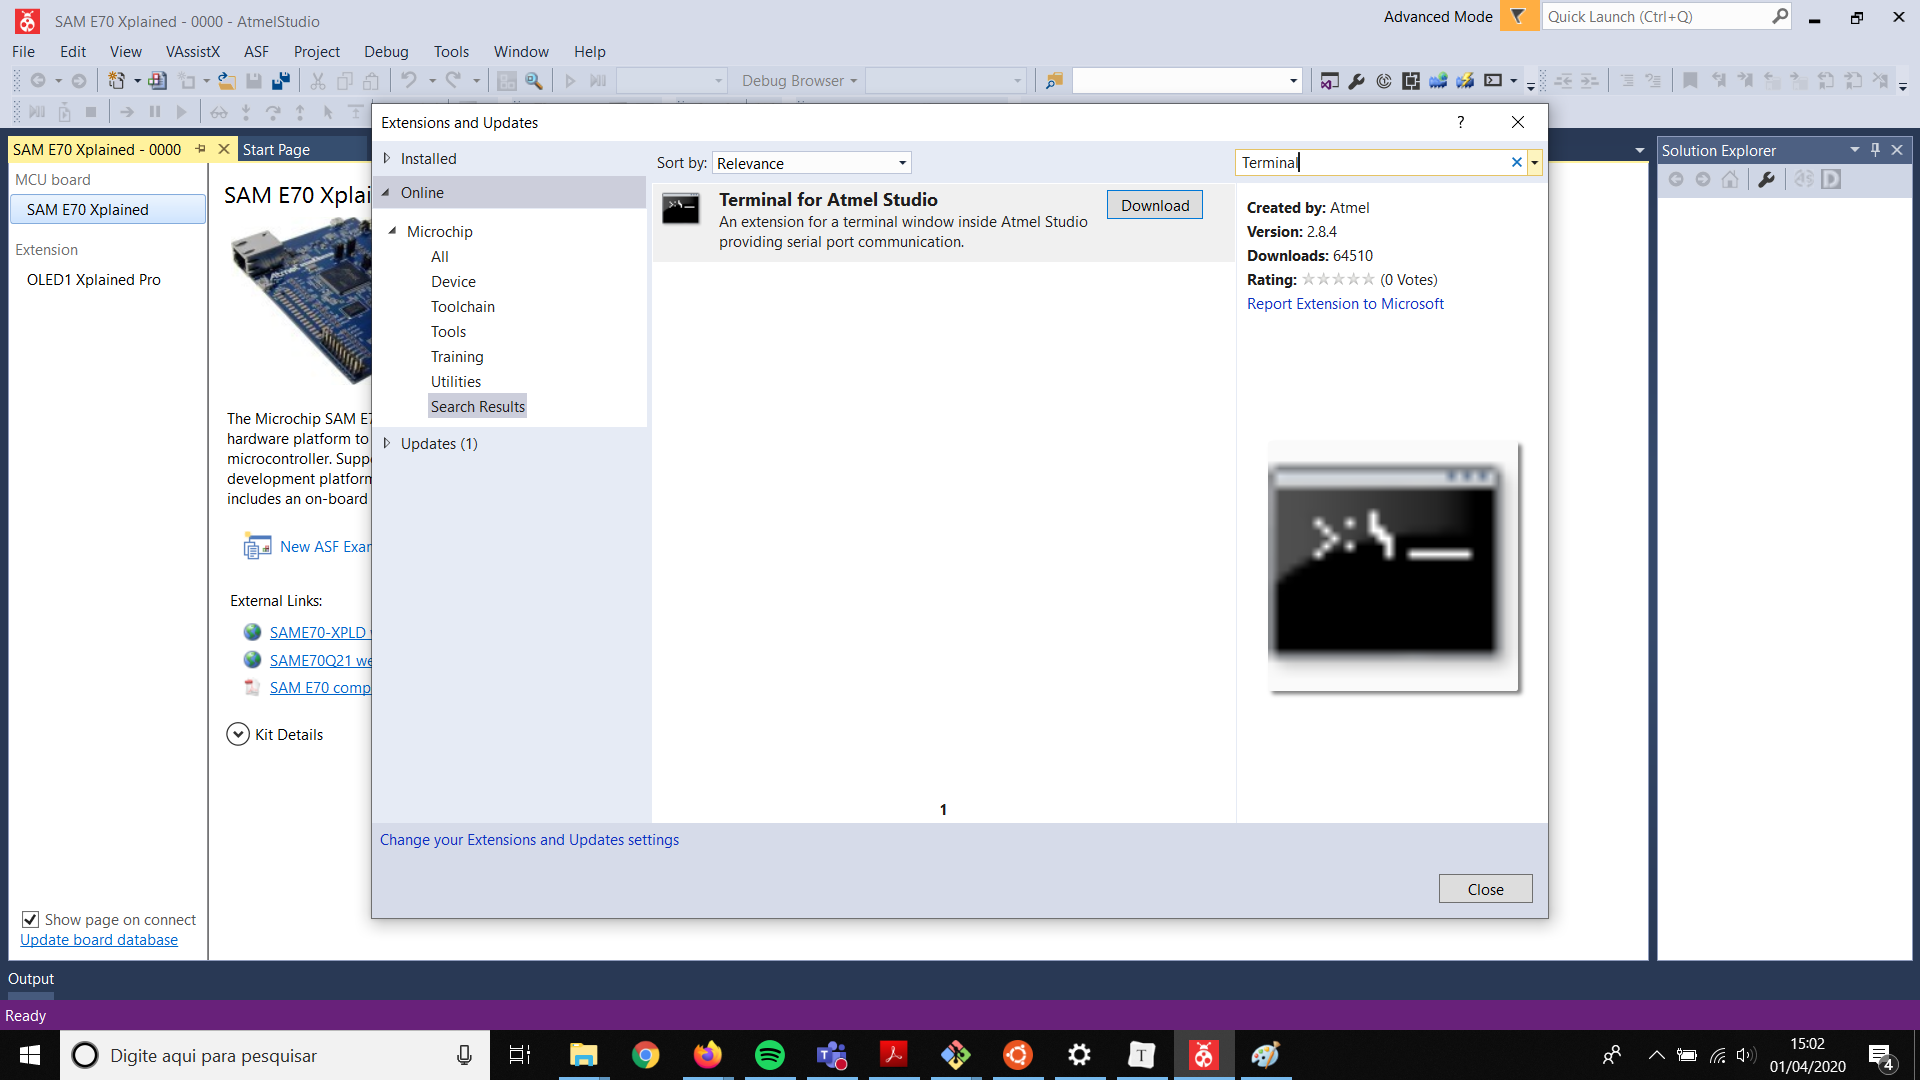 SAM E70 Xplained - 0000 - AtmelStudio
Advanced Mode
Quick Launch (Ctrl+Q)
File Edit View VAssistX ASF Project Debug Tools Window Help
Debug Browser
SAM E70 Xplained - 0000
Start Page
MCU board
SAM E70 Xplained
Extension
OLED1 Xplained Pro
SAM E70 Xplai
The Microchip SAM E7
hardware platform to
microcontroller. Supp
development platform
includes an on-board
New ASF Exar
External Links:
SAME70-XPLD
SAME70Q21 we
SAM E70 comp
Kit Details
Show page on connect
Update board database
Extensions and Updates
?
Installed
Online
Microchip
All
Device
Toolchain
Tools
Training
Utilities
Search Results
Updates (1)
Sort by: Relevance
Terminal
Terminal for Atmel Studio
An extension for a terminal window inside Atmel Studio
providing serial port communication.
Download
Created by: Atmel
Version: 2.8.4
Downloads: 64510
Rating: (0 Votes)
Report Extension to Microsoft
1
Change your Extensions and Updates settings
Close
Solution Explorer
Output
Ready
Digite aqui para pesquisar
15:02
01/04/2020
4